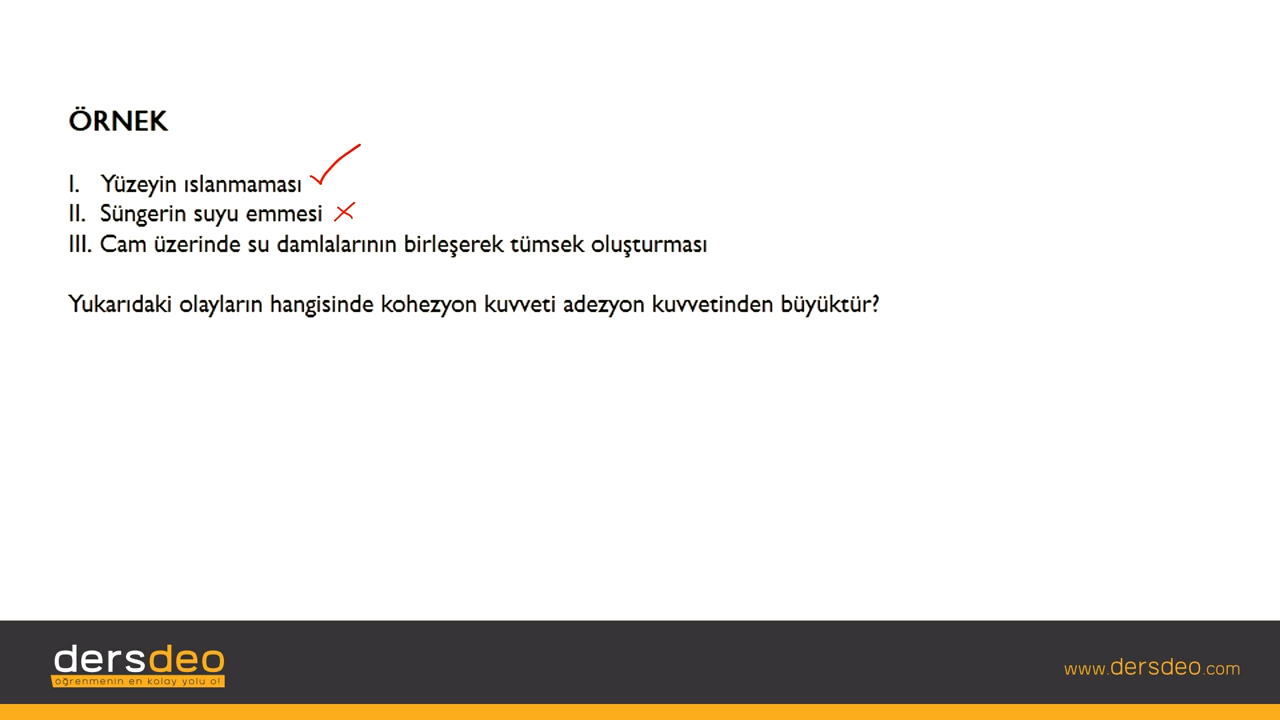 ÖRNEK
I. Yüzeyin ıslanmaması
II. Süngerin suyu emmesi
III. Cam üzerinde su damlalarının birleşerek tümsek oluşturması
Yukarıdaki olayların hangisinde kohezyon kuvveti adezyon kuvvetinden büyüktür?
dersdeo
öğrenmenin en kolay yolu o!
www.dersdeo.com